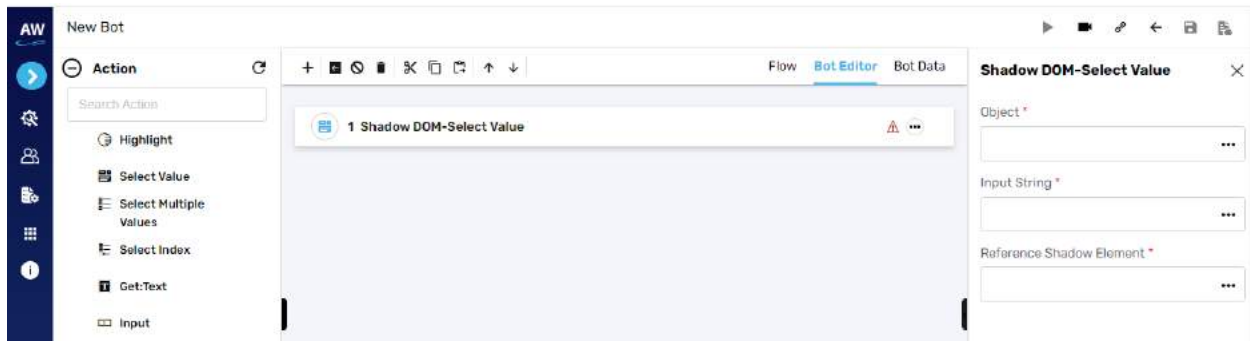 AW
New Bot
Action
Search Action
Highlight
Select Value
Select Multiple
Values
Select Index
Get:Text
Input
Flow Bot Editor Bot Data
1 Shadow DOM-Select Value
Shadow DOM-Select Value
Object *
Input String *
Reference Shadow Element *